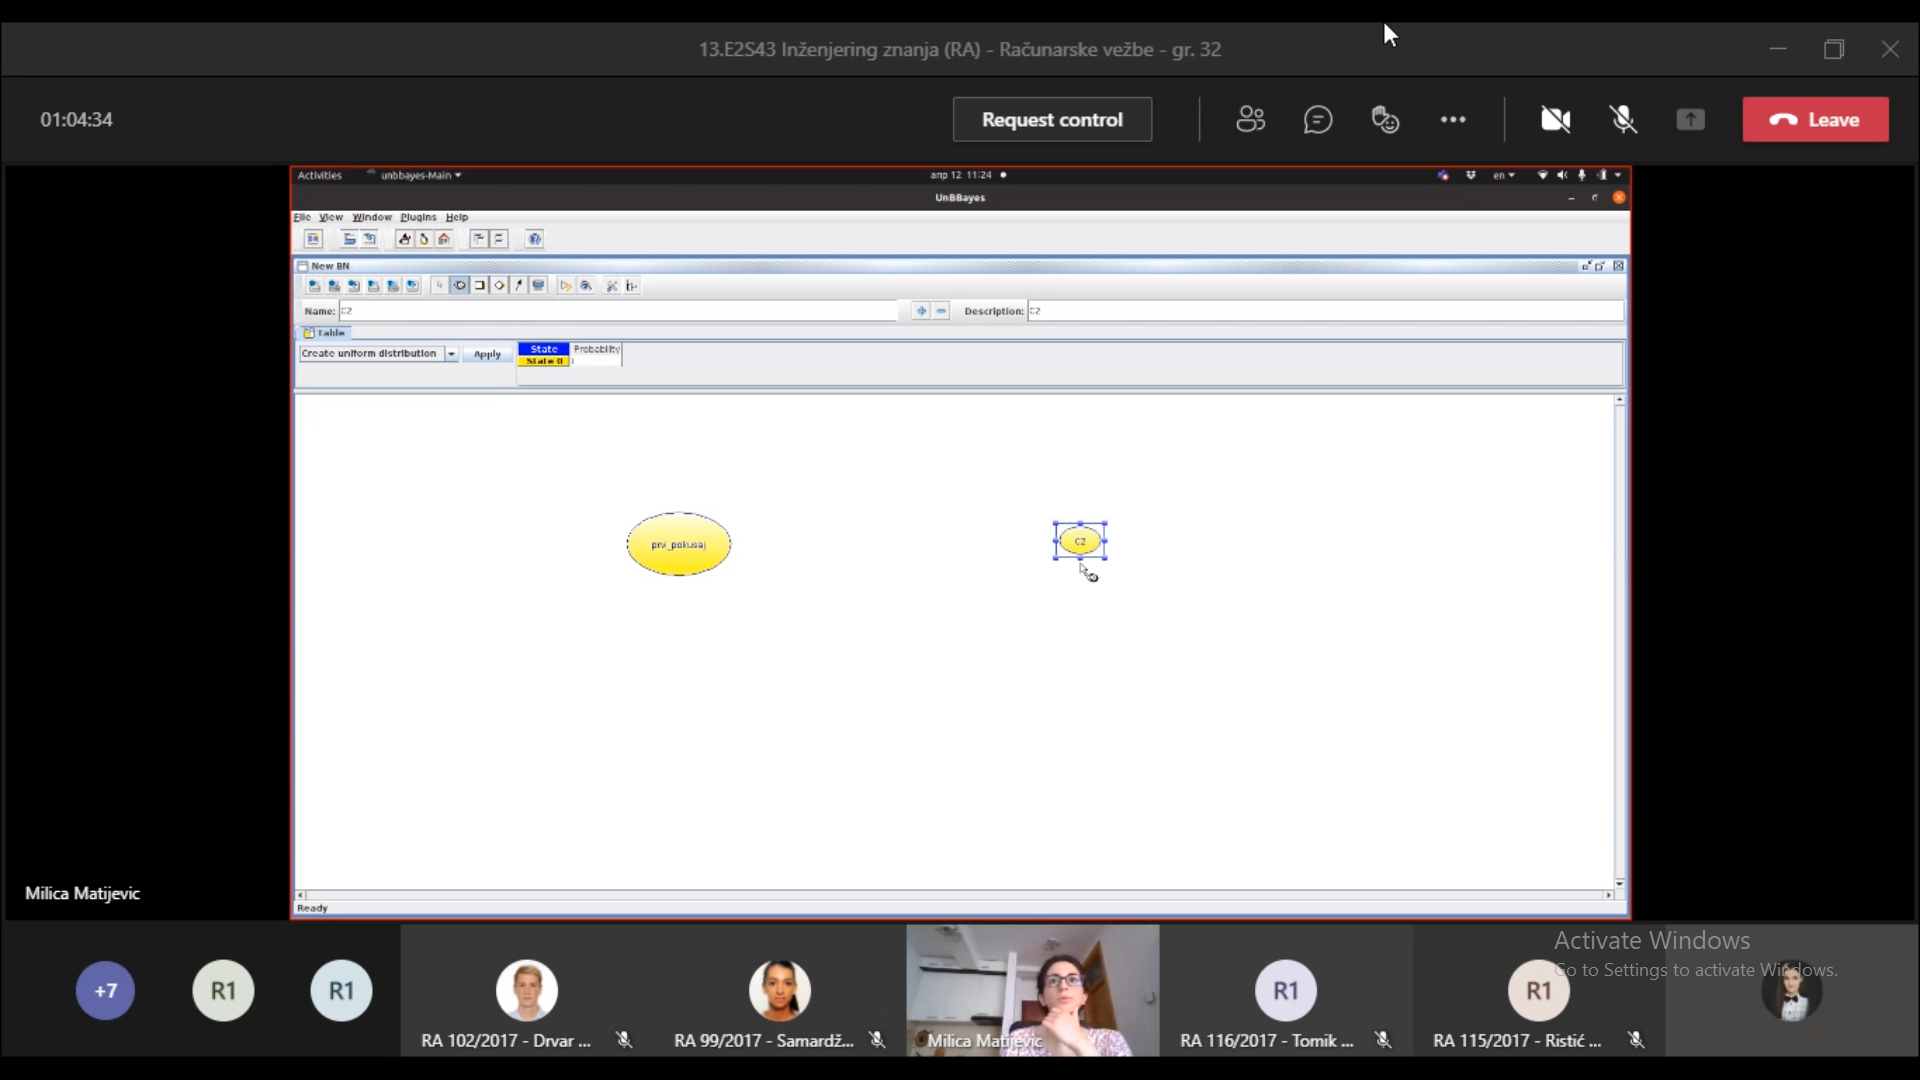 13.E2S43 Inženjering znanja (RA) - Računarske vežbe - gr. 32
01:04:34
Request control
Leave
Activities
unbbayes-Main
апр 12 11:24
en
UnBBayes
File View Window Plugins Help
New BN
Name: C2
Description: C2
Table
Create uniform distribution
Apply
State Probability
State 0 1
prvi_pokusaj
C2
Ready
Milica Matijevic
+7
R1
R1
RA 102/2017 - Drvar ...
RA 99/2017 - Samardž...
Milica Matijevic
R1
RA 116/2017 - Tomik ...
R1
RA 115/2017 - Ristić ...
Activate Windows
Go to Settings to activate Windows.